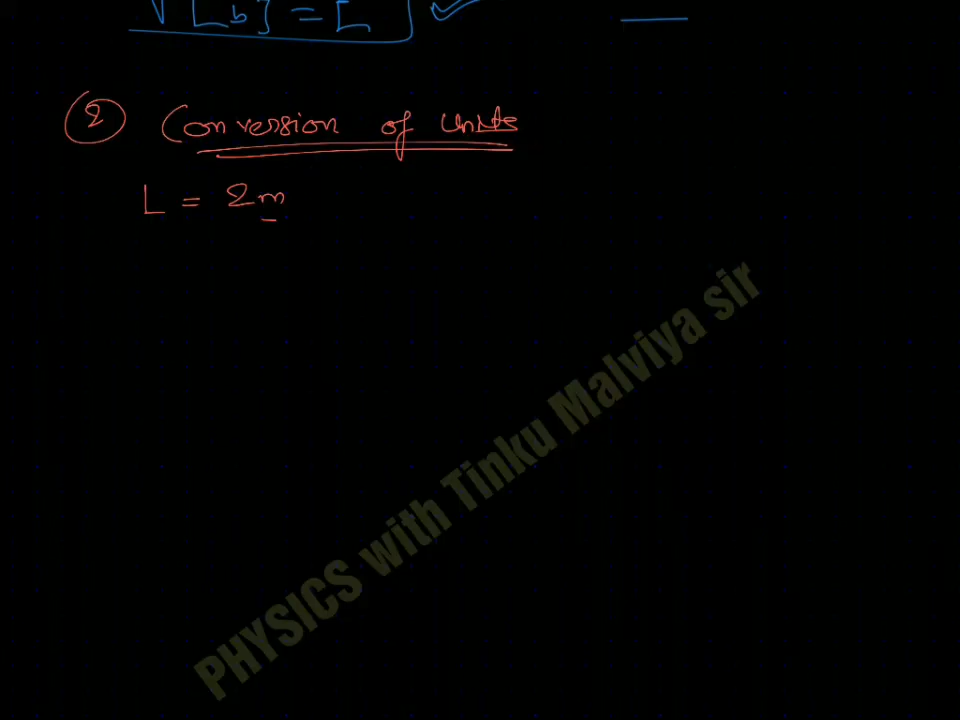 √[b] = L
② Conversion of units
L = 2m
PHYSICS with Tinku Malviya sir